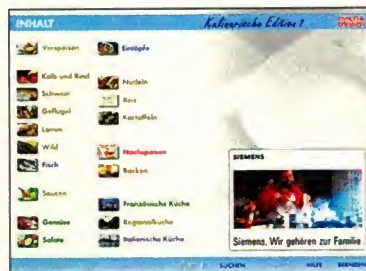 INHALT
Kulinarische Edition 1
Vorspeisen
Kalb und Rind
Schwein
Geflügel
Lamm
Wild
Fisch
Saucen
Gemüse
Salate
Eintöpfe
Nudeln
Reis
Kartoffeln
Nachspeisen
Backen
Französische Küche
Regionalküche
Italienische Küche
SIEMENS
Siemens. Wir gehören zur Familie.
SUCHEN
HILFE
BEENDEN